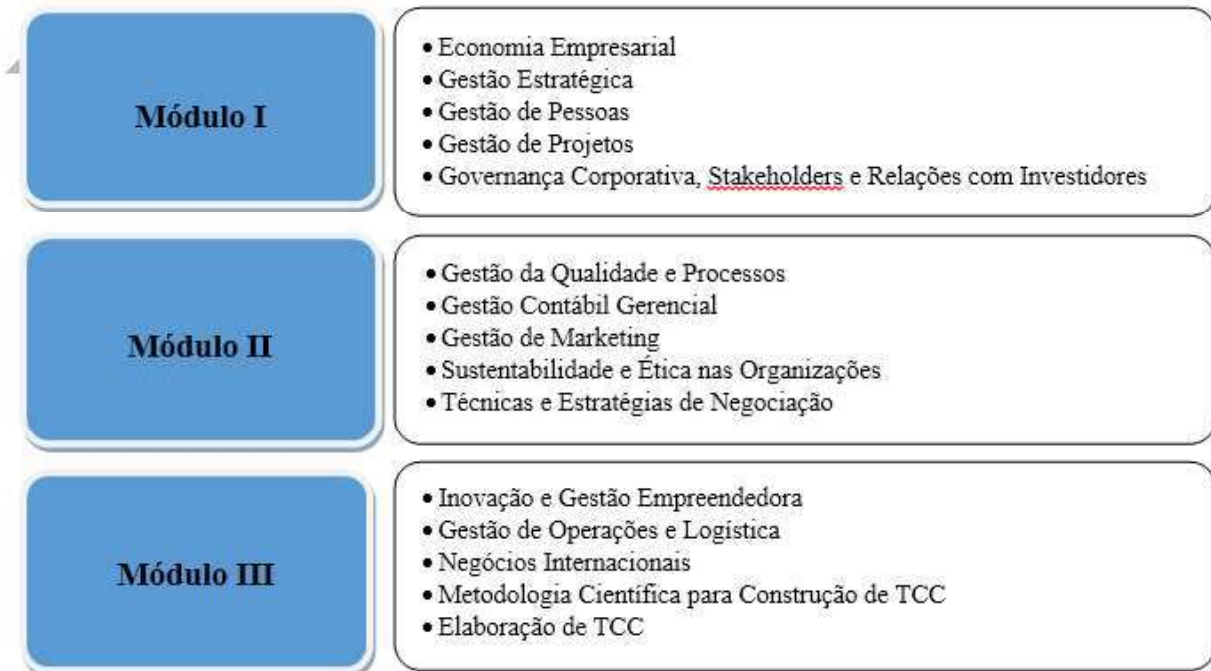 Módulo I
• Economia Empresarial
• Gestão Estratégica
• Gestão de Pessoas
• Gestão de Projetos
• Governança Corporativa, Stakeholders e Relações com Investidores
Módulo II
• Gestão da Qualidade e Processos
• Gestão Contábil Gerencial
• Gestão de Marketing
• Sustentabilidade e Ética nas Organizações
• Técnicas e Estratégias de Negociação
Módulo III
• Inovação e Gestão Empreendedora
• Gestão de Operações e Logística
• Negócios Internacionais
• Metodologia Científica para Construção de TCC
• Elaboração de TCC